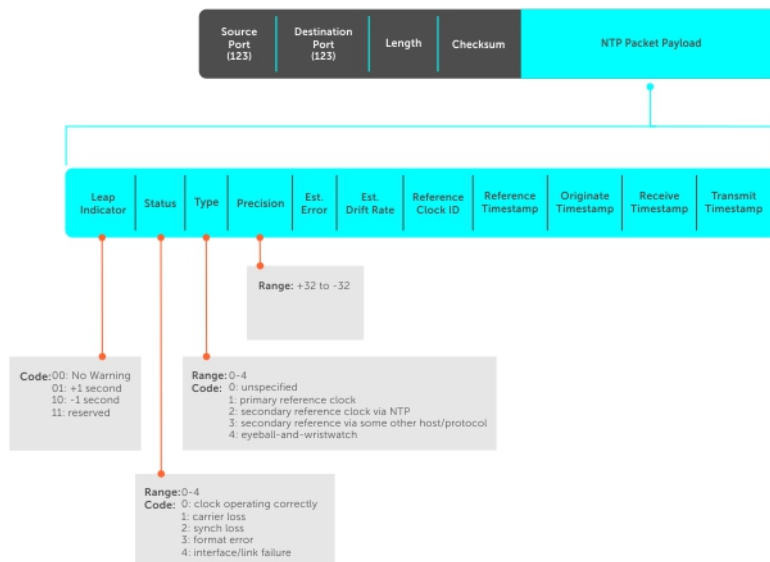 Source
Port
(123)
Destination
Port
(123)
Length
Checksum
NTP Packet Payload
Leap
Indicator
Status
Type
Precision
Est.
Error
Est.
Drift Rate
Reference
Clock ID
Reference
Timestamp
Originate
Timestamp
Receive
Timestamp
Transmit
Timestamp
Range: +32 to -32
Code:00: No Warning
01: +1 second
10: -1 second
11: reserved
Range:0-4
Code: 0: unspecified
1: primary reference clock
2: secondary reference clock via NTP
3: secondary reference via some other host/protocol
4: eyeball-and-wristwatch
Range:0-4
Code: 0: clock operating correctly
1: carrier loss
2: synch loss
3: format error
4: interface/link failure